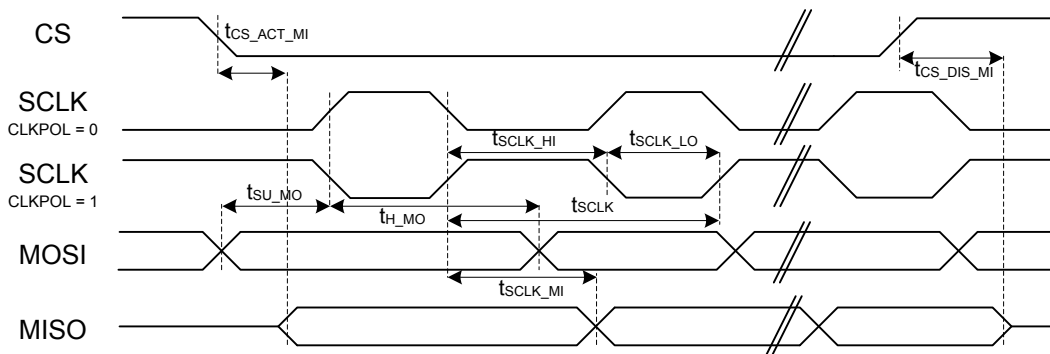 CS
tCS_ACT_MI
tCS_DIS_MI
SCLK
CLKPOL = 0
tSCLK_HI
tSCLK_LO
SCLK
CLKPOL = 1
tSU_MO
tH_MO
tSCLK
MOSI
tSCLK_MI
MISO